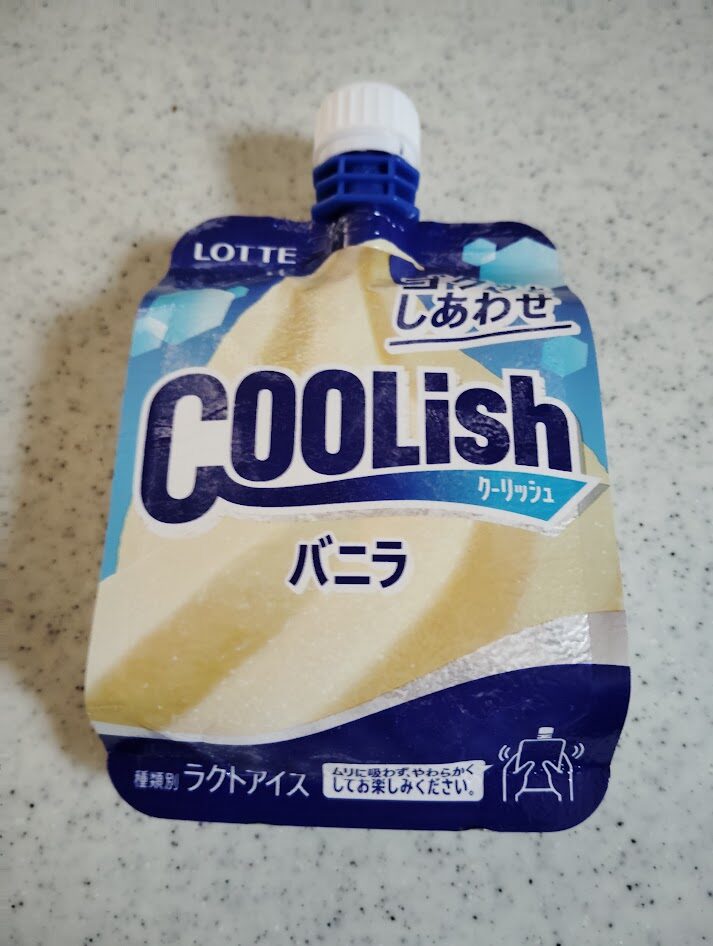 LOTTE
しあわせ
COOLish
クーリッシュ
バニラ
種類別 ラクトアイス
ムリに吸わず、やわらかく
してお楽しみください。